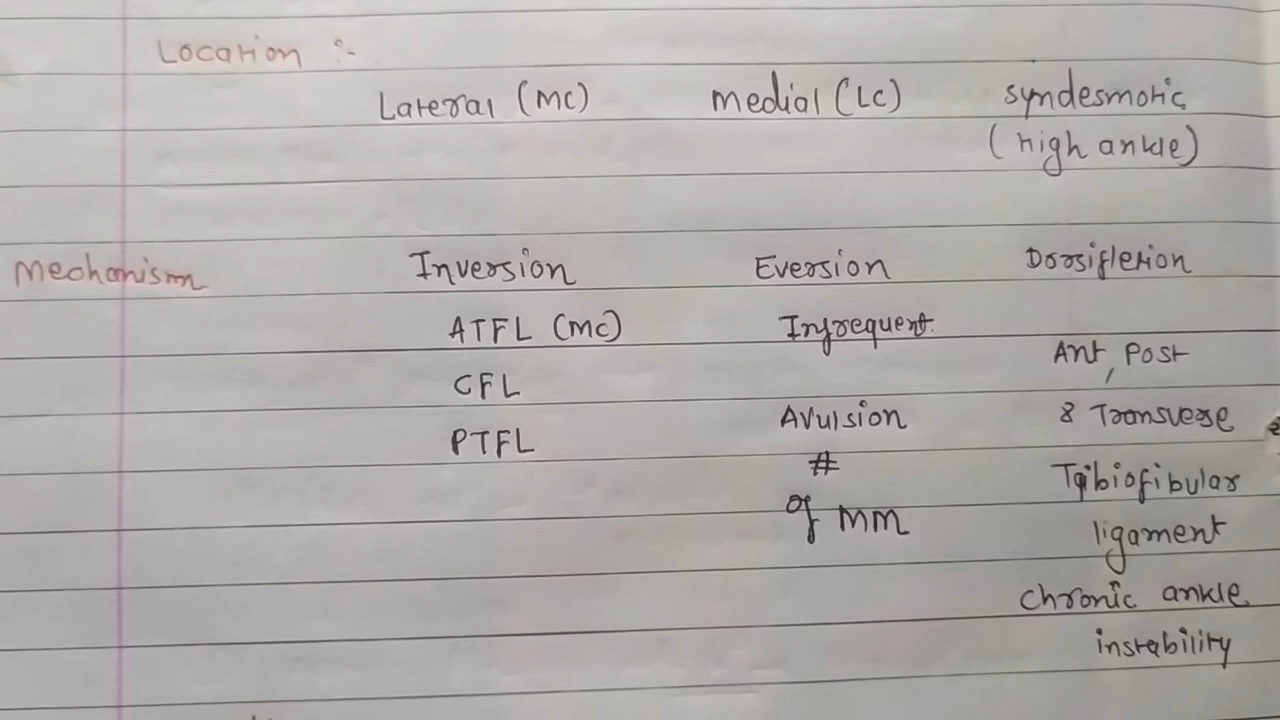 Location :-
Lateral (MC) Medial (LC) Syndesmotic
(high ankle)
Mechanism Inversion Eversion Dorsiflexion
ATFL (MC) Infrequent.
Ant, Post
CFL
Avulsion & Transverse
PTFL
#
Tibiofibular
of MM
ligament
chronic ankle
instability